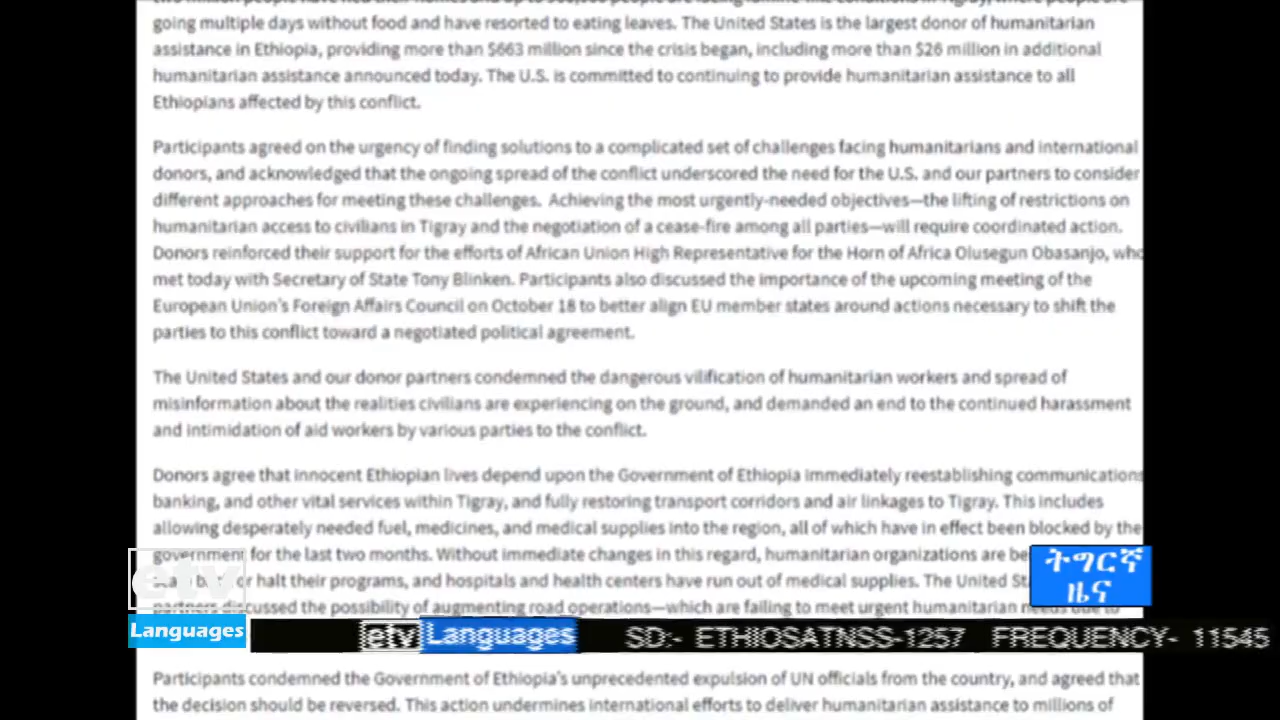 going multiple days without food and have resorted to eating leaves. The United States is the largest donor of humanitarian
assistance in Ethiopia, providing more than $663 million since the crisis began, including more than $26 million in additional
humanitarian assistance announced today. The U.S. is committed to continuing to provide humanitarian assistance to all
Ethiopians affected by this conflict.
Participants agreed on the urgency of finding solutions to a complicated set of challenges facing humanitarians and international
donors, and acknowledged that the ongoing spread of the conflict underscored the need for the U.S. and our partners to consider
different approaches for meeting these challenges. Achieving the most urgently-needed objectives—the lifting of restrictions on
humanitarian access to civilians in Tigray and the negotiation of a cease-fire among all parties—will require coordinated action.
Donors reinforced their support for the efforts of African Union High Representative for the Horn of Africa Olusegun Obasanjo, who
met today with Secretary of State Tony Blinken. Participants also discussed the importance of the upcoming meeting of the
European Union's Foreign Affairs Council on October 18 to better align EU member states around actions necessary to shift the
parties to this conflict toward a negotiated political agreement.
The United States and our donor partners condemned the dangerous vilification of humanitarian workers and spread of
misinformation about the realities civilians are experiencing on the ground, and demanded an end to the continued harassment
and intimidation of aid workers by various parties to the conflict.
Donors agree that innocent Ethiopian lives depend upon the Government of Ethiopia immediately reestablishing communications
banking, and other vital services within Tigray, and fully restoring transport corridors and air linkages to Tigray. This includes
allowing desperately needed fuel, medicines, and medical supplies into the region, all of which have in effect been blocked by the
government for the last two months. Without immediate changes in this regard, humanitarian organizations are
or halt their programs, and hospitals and health centers have run out of medical supplies. The United
partners discussed the possibility of augmenting road operations—which are failing to meet urgent humanitarian needs due to
etv
Languages
ትግርኛ
ዜና
etv Languages SD:- ETHIOSATNSS-1257 FREQUENCY- 11545
Participants condemned the Government of Ethiopia's unprecedented expulsion of UN officials from the country, and agreed that
the decision should be reversed. This action undermines international efforts to deliver humanitarian assistance to millions of